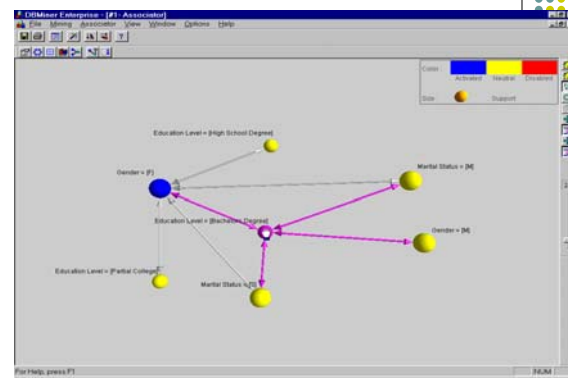 DBMiner Enterprise - [#1- Associator]
File Mining Associator View Window Options Help
Color:
Activated Neutral Disabled
Size Support
Education Level = [High School Degree]
Marital Status = [M]
Gender = [F]
Education Level = [Bachelors Degree]
Gender = [M]
Education Level = [Partial College]
Marital Status = [S]
For Help, press F1
NUM